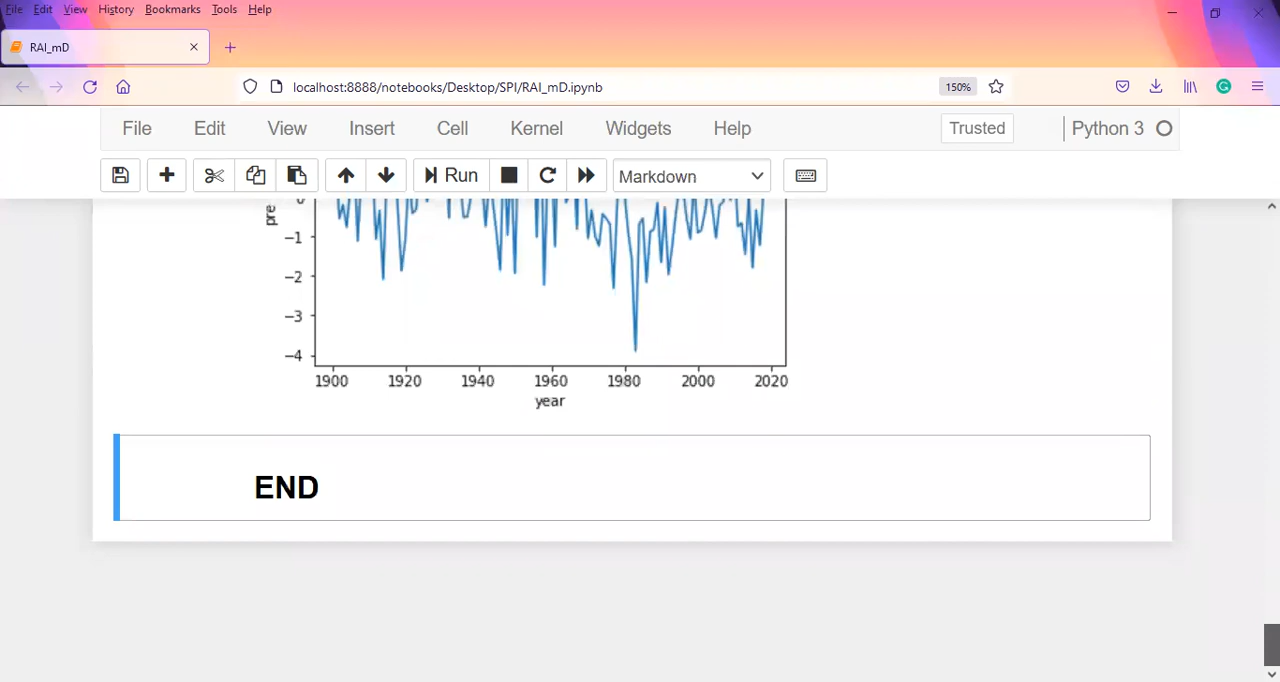 File Edit View History Bookmarks Tools Help
RAI_mD
localhost:8888/notebooks/Desktop/SPI/RAI_mD.ipynb 150%
File Edit View Insert Cell Kernel Widgets Help Trusted Python 3
Run Markdown
pre
−1
−2
−3
−4
1900 1920 1940 1960 1980 2000 2020
year
END